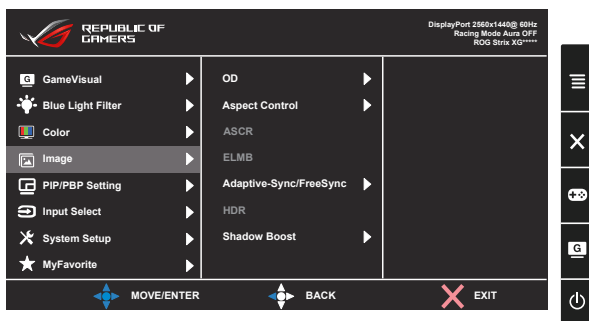 REPUBLIC OF
GAMERS
DisplayPort 2560x1440@ 60Hz
Racing Mode Aura OFF
ROG Strix XG*****
G GameVisual
Blue Light Filter
Color
Image
PIP/PBP Setting
Input Select
System Setup
MyFavorite
OD
Aspect Control
ASCR
ELMB
Adaptive-Sync/FreeSync
HDR
Shadow Boost
G
MOVE/ENTER
BACK
EXIT